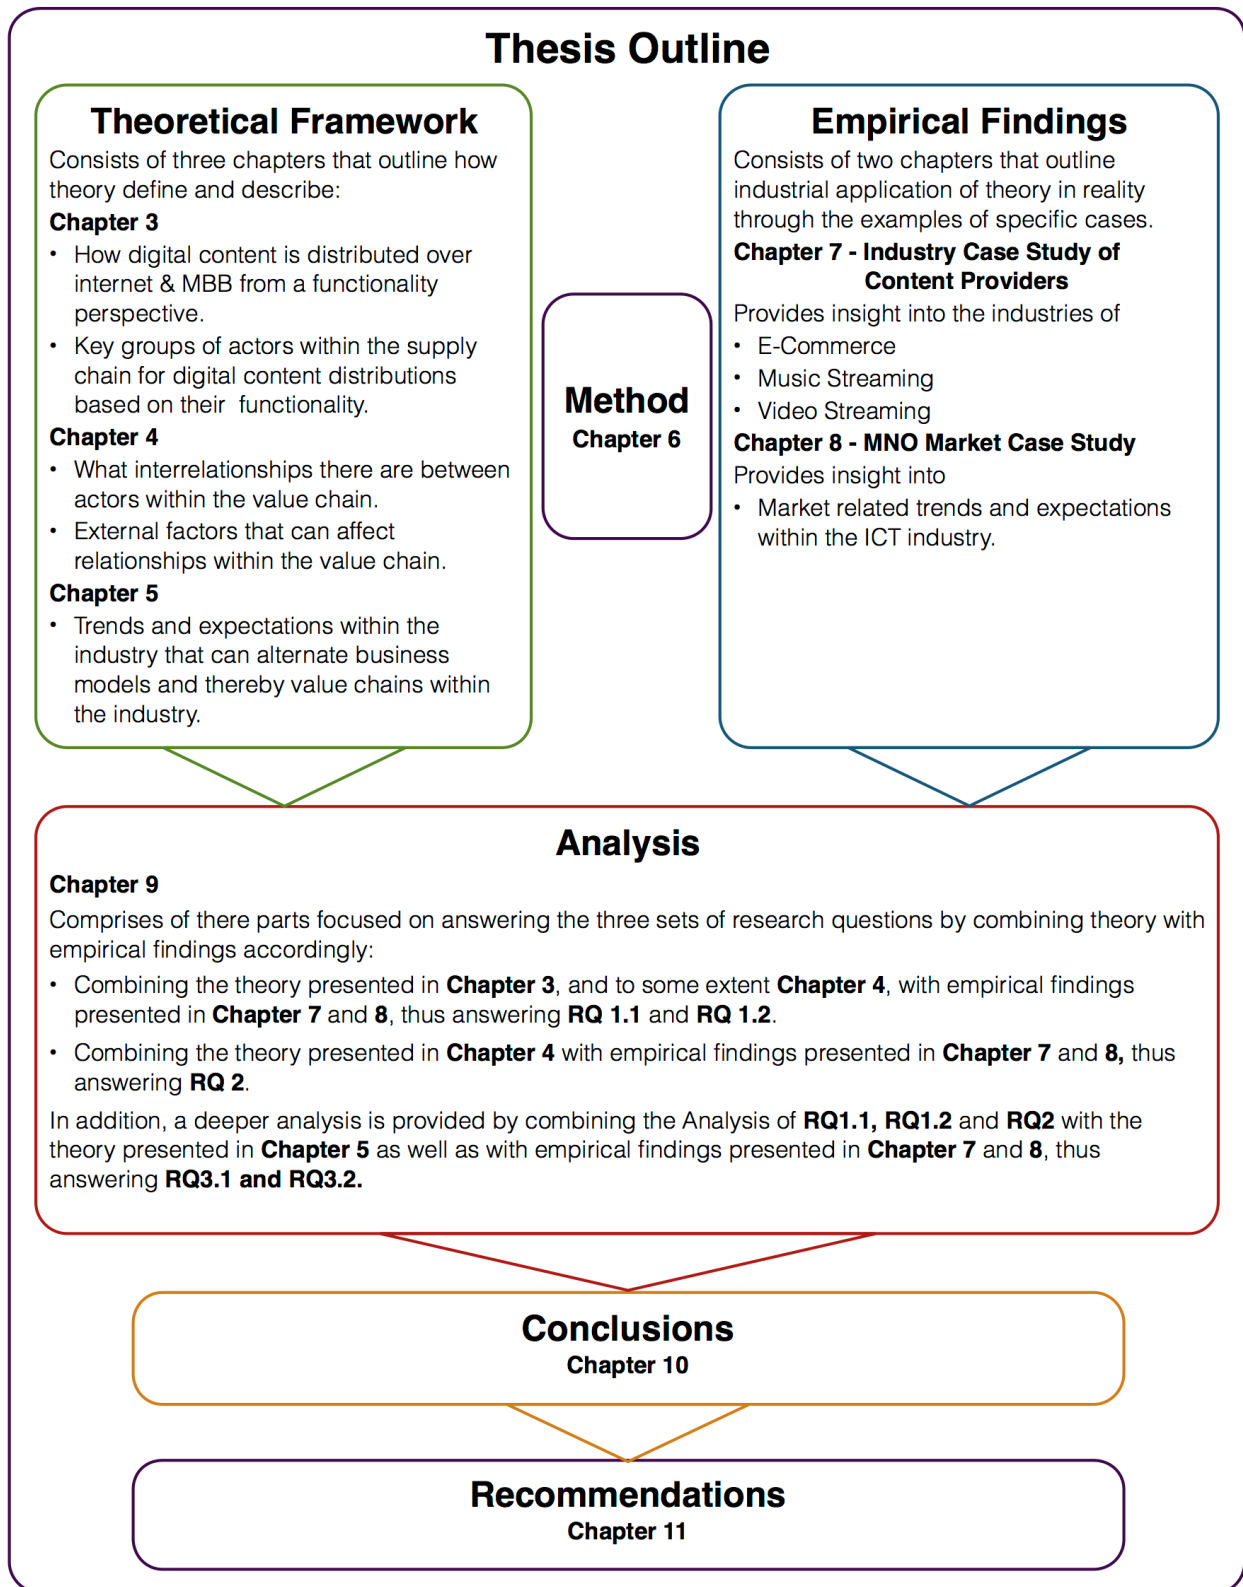 Thesis Outline
Theoretical Framework
Consists of three chapters that outline how
theory define and describe:
Chapter 3
• How digital content is distributed over
internet & MBB from a functionality
perspective.
• Key groups of actors within the supply
chain for digital content distributions
based on their functionality.
Chapter 4
• What interrelationships there are between
actors within the value chain.
• External factors that can affect
relationships within the value chain.
Chapter 5
• Trends and expectations within the
industry that can alternate business
models and thereby value chains within
the industry.
Method
Chapter 6
Empirical Findings
Consists of two chapters that outline
industrial application of theory in reality
through the examples of specific cases.
Chapter 7 - Industry Case Study of
Content Providers
Provides insight into the industries of
• E-Commerce
• Music Streaming
• Video Streaming
Chapter 8 - MNO Market Case Study
Provides insight into
• Market related trends and expectations
within the ICT industry.
Analysis
Chapter 9
Comprises of there parts focused on answering the three sets of research questions by combining theory with
empirical findings accordingly:
• Combining the theory presented in Chapter 3, and to some extent Chapter 4, with empirical findings
presented in Chapter 7 and 8, thus answering RQ 1.1 and RQ 1.2.
• Combining the theory presented in Chapter 4 with empirical findings presented in Chapter 7 and 8, thus
answering RQ 2.
In addition, a deeper analysis is provided by combining the Analysis of RQ1.1, RQ1.2 and RQ2 with the
theory presented in Chapter 5 as well as with empirical findings presented in Chapter 7 and 8, thus
answering RQ3.1 and RQ3.2.
Conclusions
Chapter 10
Recommendations
Chapter 11